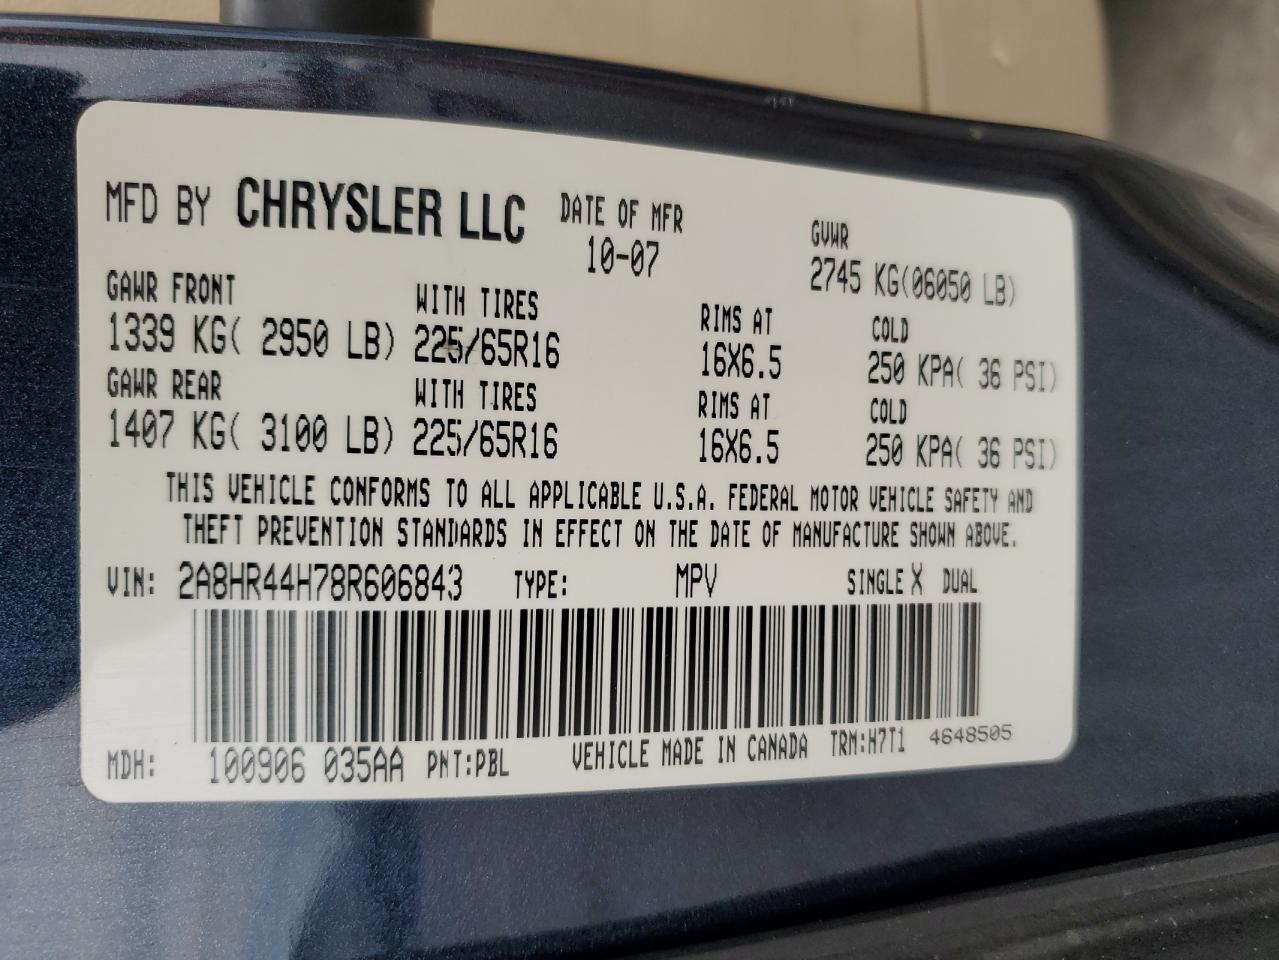 MFD BY CHRYSLER LLC DATE OF MFR GVWR
10-07 2745 KG(06050 LB)
GAWR FRONT WITH TIRES RIMS AT COLD
1339 KG( 2950 LB) 225/65R16 16X6.5 250 KPA( 36 PSI)
GAWR REAR WITH TIRES RIMS AT COLD
1407 KG( 3100 LB) 225/65R16 16X6.5 250 KPA( 36 PSI)
THIS VEHICLE CONFORMS TO ALL APPLICABLE U.S.A. FEDERAL MOTOR VEHICLE SAFETY AND
THEFT PREVENTION STANDARDS IN EFFECT ON THE DATE OF MANUFACTURE SHOWN ABOVE.
VIN: 2A8HR44H78R606843 TYPE: MPV SINGLE X DUAL
MDH: 100906 035AA PNT:PBL VEHICLE MADE IN CANADA TRM:H7T1 4648505